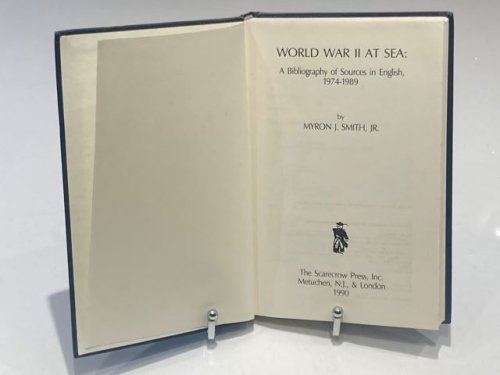 WORLD WAR II AT SEA:
A Bibliography of Sources in English,
1974-1989
by
MYRON J. SMITH, JR.
The Scarecrow Press, Inc.
Metuchen, N.J., & London
1990